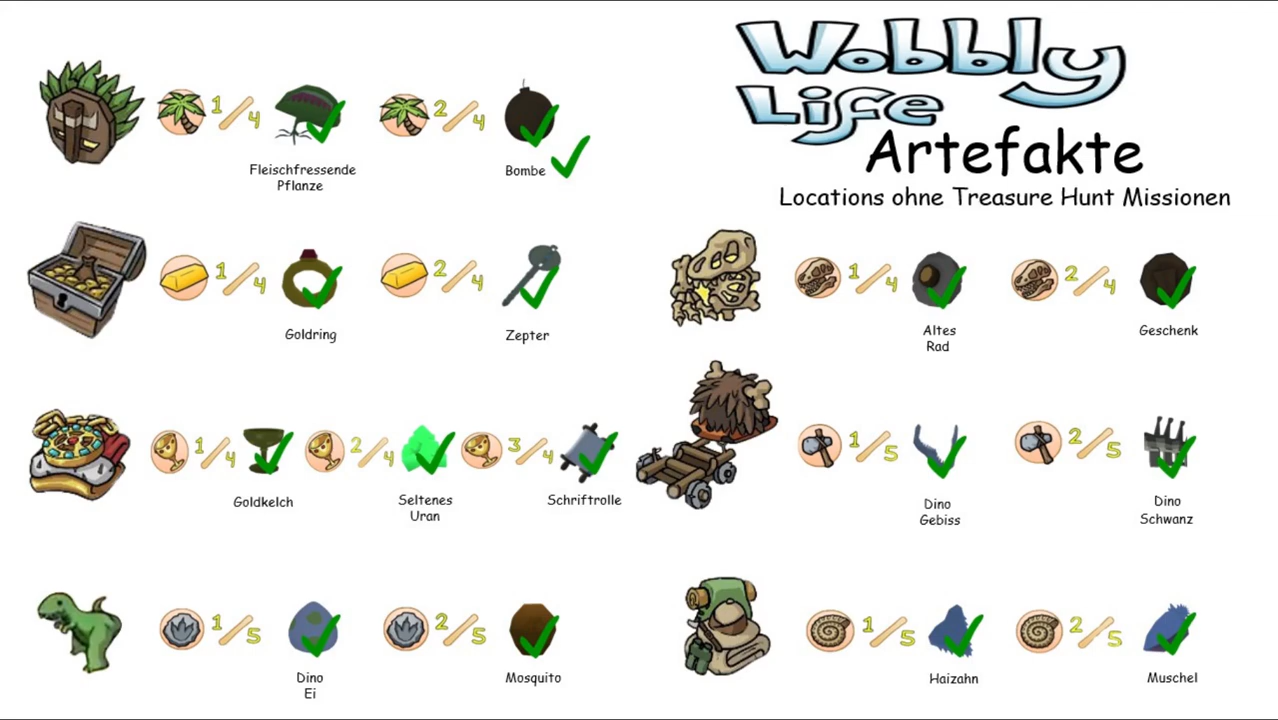 Wobbly
Life
Artefakte
Locations ohne Treasure Hunt Missionen
1/4
Fleischfressende
Pflanze
2/4
Bombe
1/4
Goldring
2/4
Zepter
1/4
Altes
Rad
2/4
Geschenk
1/4
Goldkelch
2/4
Seltenes
Uran
3/4
Schriftrolle
1/5
Dino
Gebiss
2/5
Dino
Schwanz
1/5
Dino
Ei
2/5
Mosquito
1/5
Haizahn
2/5
Muschel